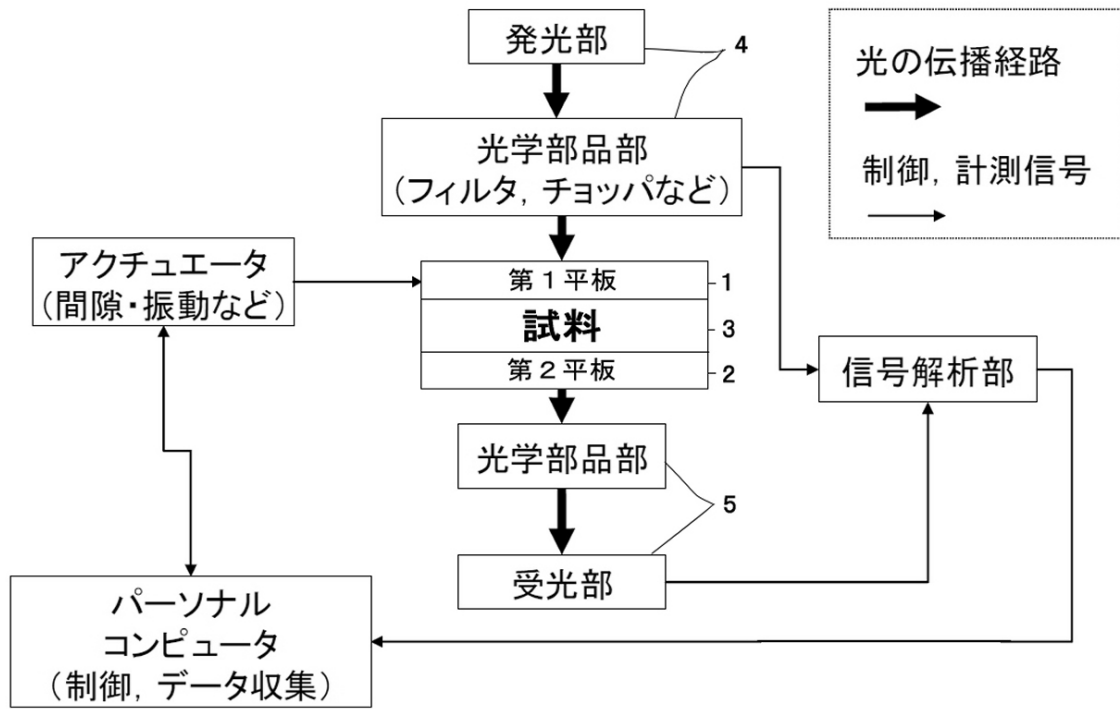 発光部
4
光の伝播経路
光学部品部
(フィルタ, チョッパなど)
制御, 計測信号
アクチュエータ
(間隙・振動など)
第1平板
1
試料
3
第2平板
2
信号解析部
光学部品部
5
受光部
パーソナル
コンピュータ
(制御, データ収集)